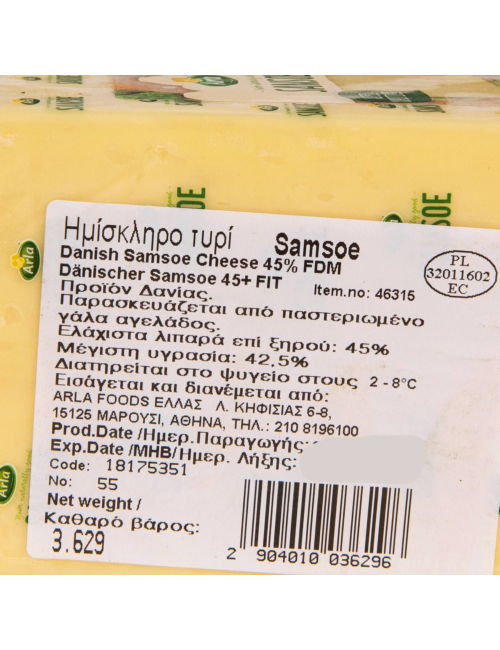 Arla
Ημίσκληρο τυρί Samsoe
Danish Samsoe Cheese 45% FDM
Dänischer Samsoe 45+ FIT
Item.no: 46315
PL
32011602
EC
Προϊόν Δανίας.
Παρασκευάζεται από παστεριωμένο
γάλα αγελάδος.
Ελάχιστα λιπαρά επί ξηρού: 45%
Μέγιστη υγρασία: 42,5%
Διατηρείται στο ψυγείο στους 2 -8°C
Εισάγεται και διανέμεται από:
ARLA FOODS ΕΛΛΑΣ Λ. ΚΗΦΙΣΙΑΣ 6-8,
15125 ΜΑΡΟΥΣΙ, ΑΘΗΝΑ, ΤΗΛ.: 210 8196100
Prod.Date /Ημερ.Παραγωγής:
Exp.Date /MHB/Ημερ. Λήξης:
Code: 18175351
No: 55
Net weight /
Καθαρό βάρος:
3.629
2 904010 036296
Arla